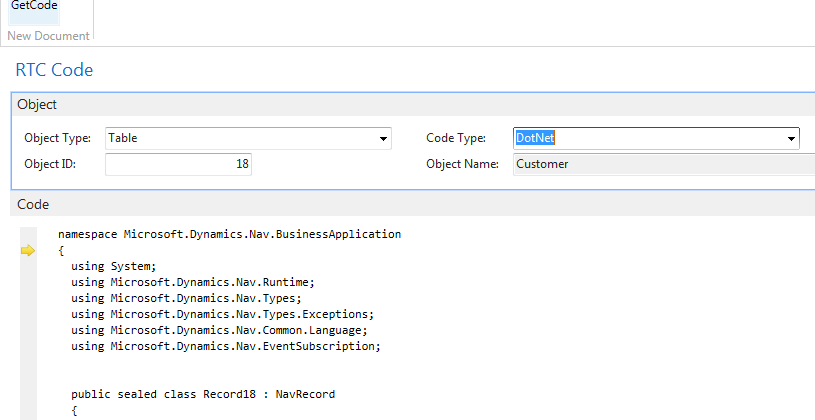 GetCode
New Document
RTC Code
Object
Object Type: Table Code Type: DotNet
Object ID: 18 Object Name: Customer
Code
namespace Microsoft.Dynamics.Nav.BusinessApplication
{
using System;
using Microsoft.Dynamics.Nav.Runtime;
using Microsoft.Dynamics.Nav.Types;
using Microsoft.Dynamics.Nav.Types.Exceptions;
using Microsoft.Dynamics.Nav.Common.Language;
using Microsoft.Dynamics.Nav.EventSubscription;
public sealed class Record18 : NavRecord
{